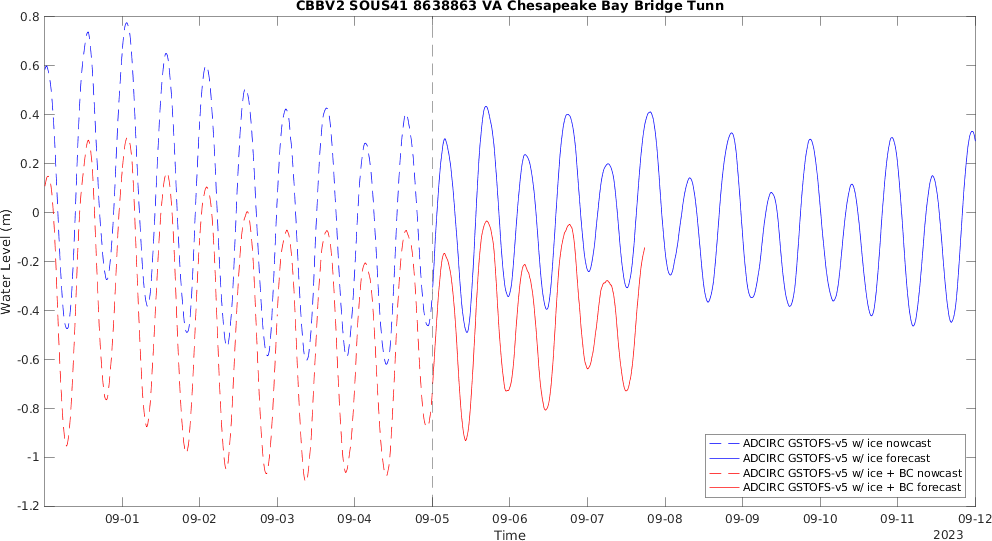 CBBV2 SOUS41 8638863 VA Chesapeake Bay Bridge Tunn
0.8
0.6
0.4
0.2
0
-0.2
-0.4
-0.6
-0.8
-1
-1.2
Water Level (m)
09-01 09-02 09-03 09-04 09-05 09-06 09-07 09-08 09-09 09-10 09-11 09-12
2023
Time
ADCIRC GSTOFS-v5 w/ ice nowcast
ADCIRC GSTOFS-v5 w/ ice forecast
ADCIRC GSTOFS-v5 w/ ice + BC nowcast
ADCIRC GSTOFS-v5 w/ ice + BC forecast